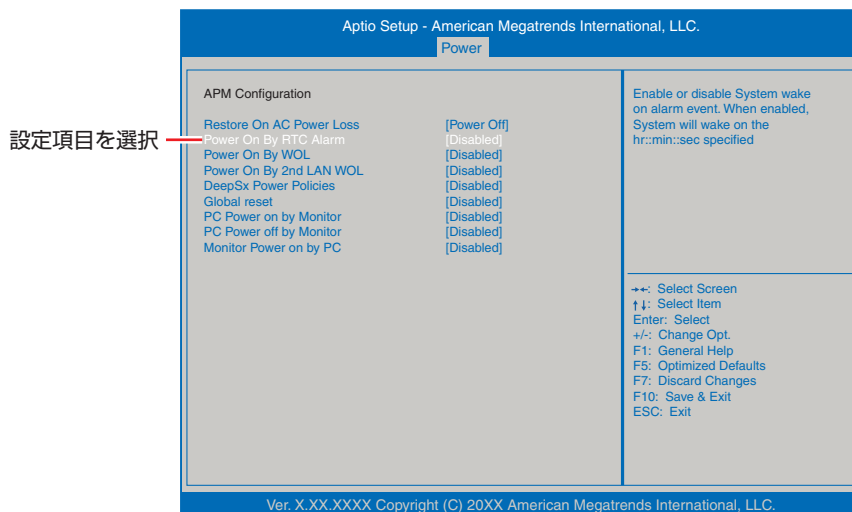 Aptio Setup - American Megatrends International, LLC.
Power
APM Configuration
Restore On AC Power Loss [Power Off]
設定項目を選択
Power On By RTC Alarm [Disabled]
Power On By WOL [Disabled]
Power On By 2nd LAN WOL [Disabled]
DeepSx Power Policies [Disabled]
Global reset [Disabled]
PC Power on by Monitor [Disabled]
PC Power off by Monitor [Disabled]
Monitor Power on by PC [Disabled]
Enable or disable System wake
on alarm event. When enabled,
System will wake on the
hr::min::sec specified
→←: Select Screen
↑↓: Select Item
Enter: Select
+/-: Change Opt.
F1: General Help
F5: Optimized Defaults
F7: Discard Changes
F10: Save & Exit
ESC: Exit
Ver. X.XX.XXXX Copyright (C) 20XX American Megatrends International, LLC.